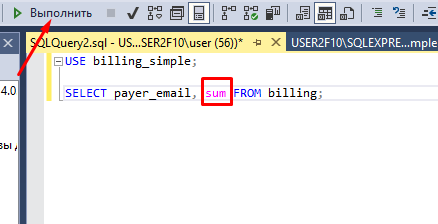 Выполнить
SQLQuery2.sql - US...SER2F10\user (56))*
USER2F10\SQLEXPRE...mple
USE billing_simple;
4.0
SELECT payer_email, sum FROM billing;